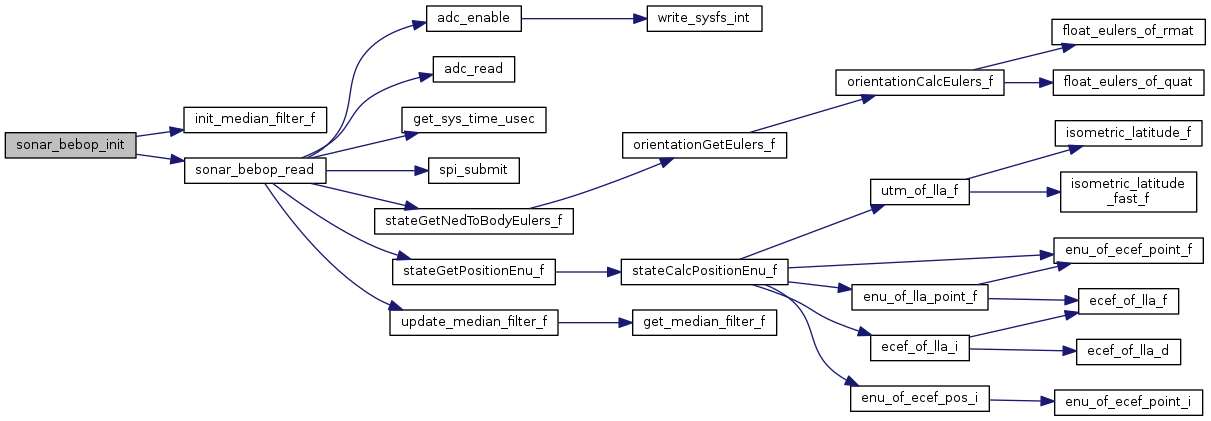 sonar_bebop_init
init_median_filter_f
sonar_bebop_read
adc_enable
adc_read
get_sys_time_usec
spi_submit
stateGetNedToBodyEulers_f
stateGetPositionEnu_f
update_median_filter_f
write_sysfs_int
orientationGetEulers_f
stateCalcPositionEnu_f
get_median_filter_f
orientationCalcEulers_f
utm_of_lla_f
enu_of_lla_point_f
ecef_of_lla_i
enu_of_ecef_pos_i
float_eulers_of_rmat
float_eulers_of_quat
isometric_latitude_f
isometric_latitude
_fast_f
enu_of_ecef_point_f
ecef_of_lla_f
ecef_of_lla_d
enu_of_ecef_point_i